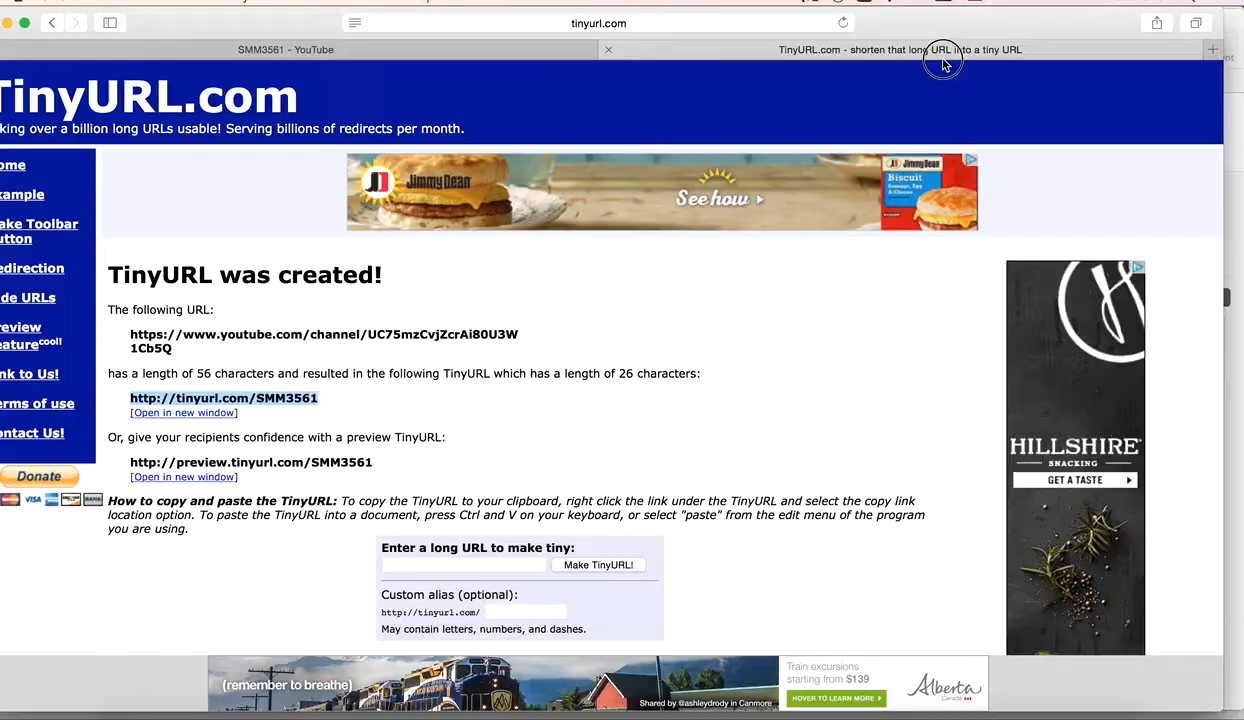 tinyurl.com
SMM3561 - YouTube
TinyURL.com - shorten that long URL into a tiny URL
TinyURL.com
king over a billion long URLs usable! Serving billions of redirects per month.
ome
xample
ake Toolbar
utton
edirection
de URLs
review
eature cool!
nk to Us!
erms of use
ontact Us!
Donate
VISA
Jimmy Dean
See how
Jimmy Dean
Biscuit
Sausage, Egg
& Cheese
TinyURL was created!
The following URL:
https://www.youtube.com/channel/UC75mzCvjZcrAi80U3W
1Cb5Q
has a length of 56 characters and resulted in the following TinyURL which has a length of 26 characters:
http://tinyurl.com/SMM3561
[Open in new window]
Or, give your recipients confidence with a preview TinyURL:
http://preview.tinyurl.com/SMM3561
[Open in new window]
How to copy and paste the TinyURL: To copy the TinyURL to your clipboard, right click the link under the TinyURL and select the copy link
location option. To paste the TinyURL into a document, press Ctrl and V on your keyboard, or select "paste" from the edit menu of the program
you are using.
Enter a long URL to make tiny:
Make TinyURL!
Custom alias (optional):
http://tinyurl.com/
May contain letters, numbers, and dashes.
HILLSHIRE
SNACKING
GET A TASTE
(remember to breathe)
Shared by @ashleydrody in Canmore
Train excursions
starting from $139
HOVER TO LEARN MORE
Alberta
Canada